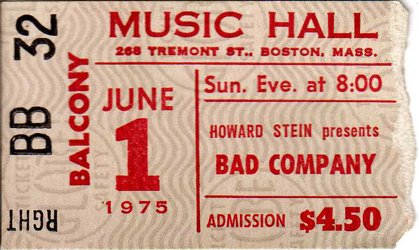 MUSIC HALL
268 TREMONT ST., BOSTON, MASS.
BB 32
RGHT
BALCONY
JUNE
1
1975
Sun. Eve. at 8:00
HOWARD STEIN presents
BAD COMPANY
ADMISSION $4.50